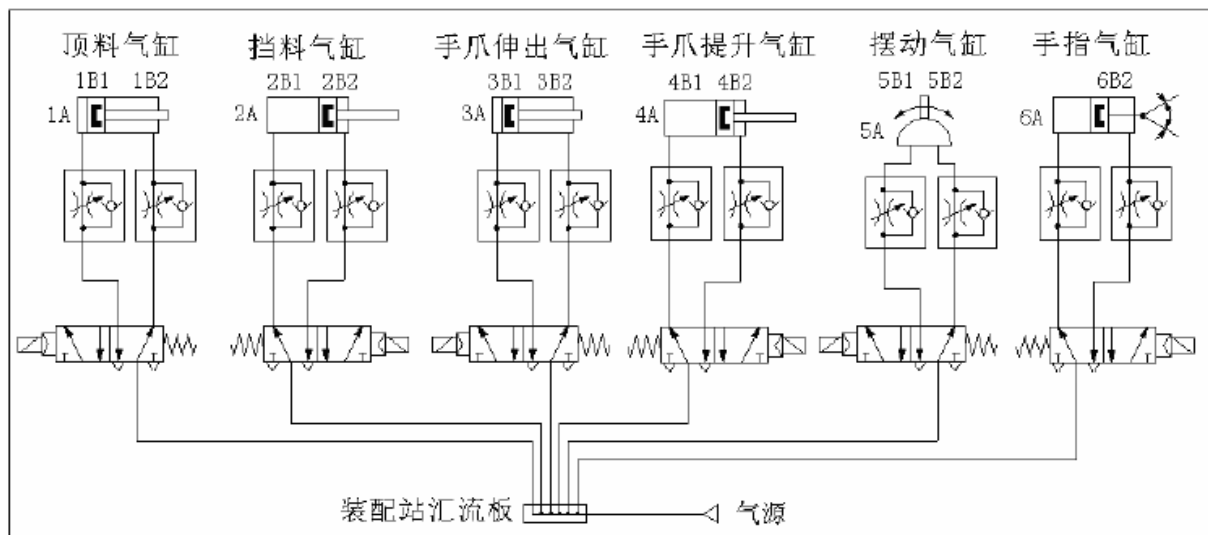 顶料气缸 挡料气缸 手爪伸出气缸 手爪提升气缸 摆动气缸 手指气缸
1B1 1B2 2B1 2B2 3B1 3B2 4B1 4B2 5B1 5B2 6B2
1A 2A 3A 4A 5A 6A
装配站汇流板 气源